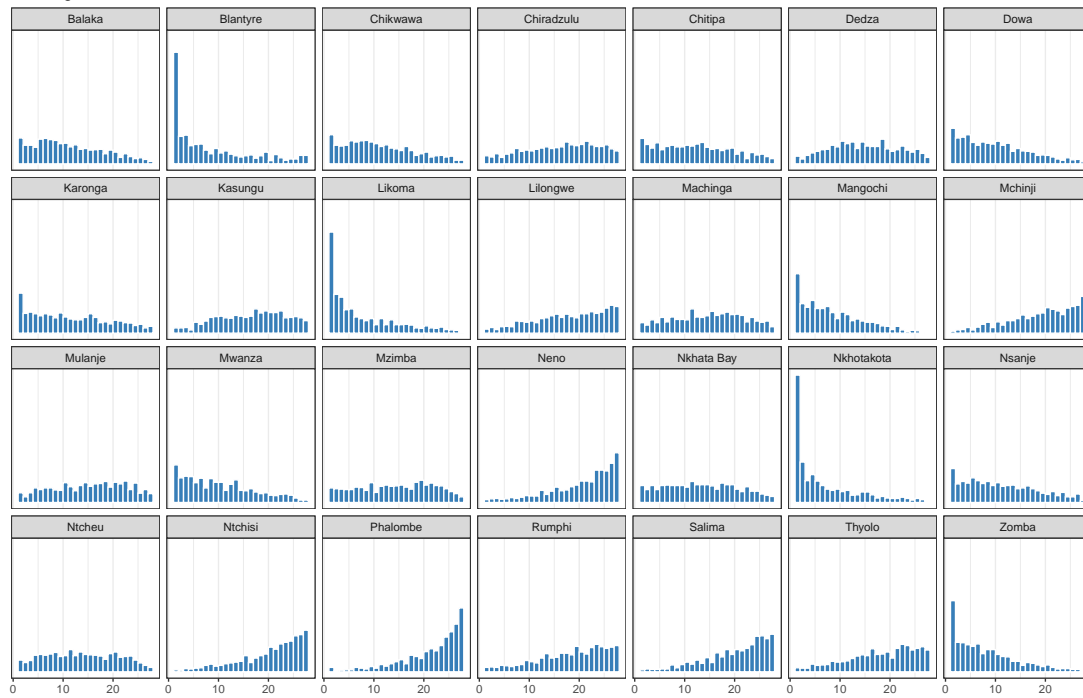 Balaka Blantyre Chikwawa Chiradzulu Chitipa Dedza Dowa
Karonga Kasungu Likoma Lilongwe Machinga Mangochi Mchinji
Mulanje Mwanza Mzimba Neno Nkhata Bay Nkhotakota Nsanje
Ntcheu Ntchisi Phalombe Rumphi Salima Thyolo Zomba
0 10 20 0 10 20 0 10 20 0 10 20 0 10 20 0 10 20 0 10 20